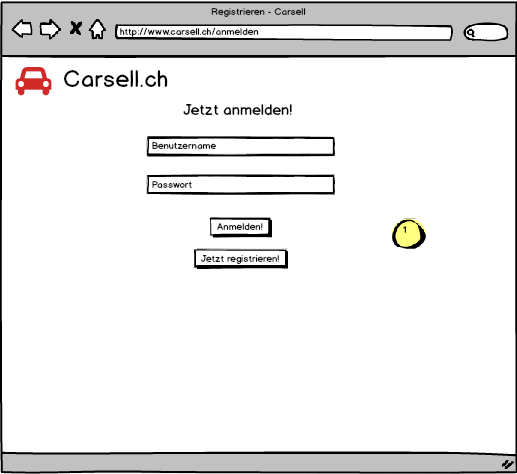 Registrieren - Carsell
http://www.carsell.ch/anmelden
Carsell.ch
Jetzt anmelden!
Benutzername
Passwort
Anmelden!
1
Jetzt registrieren!